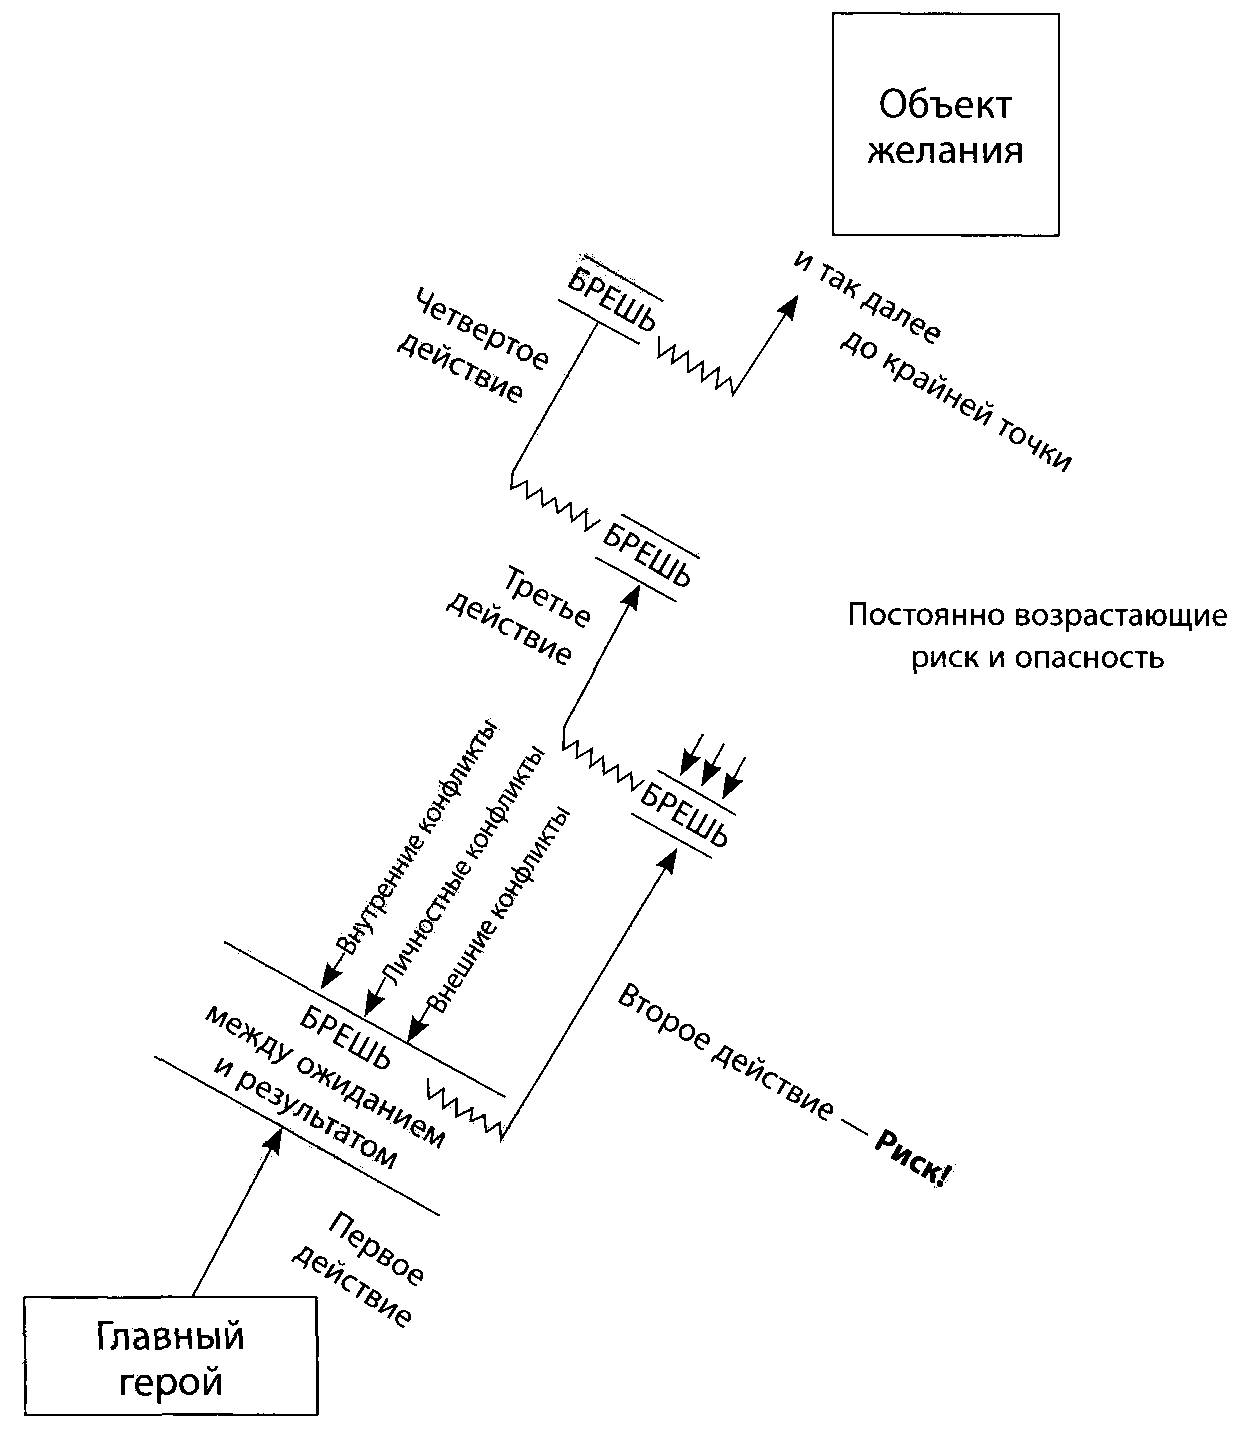 Объект
желания
и так далее
до крайней точки
БРЕШЬ
Четвертое
действие
БРЕШЬ
Третье
действие
Постоянно возрастающие
риск и опасность
БРЕШЬ
Внутренние конфликты
Личностные конфликты
Внешние конфликты
БРЕШЬ
между ожиданием
и результатом
Второе действие — Риск!
Первое
действие
Главный
герой